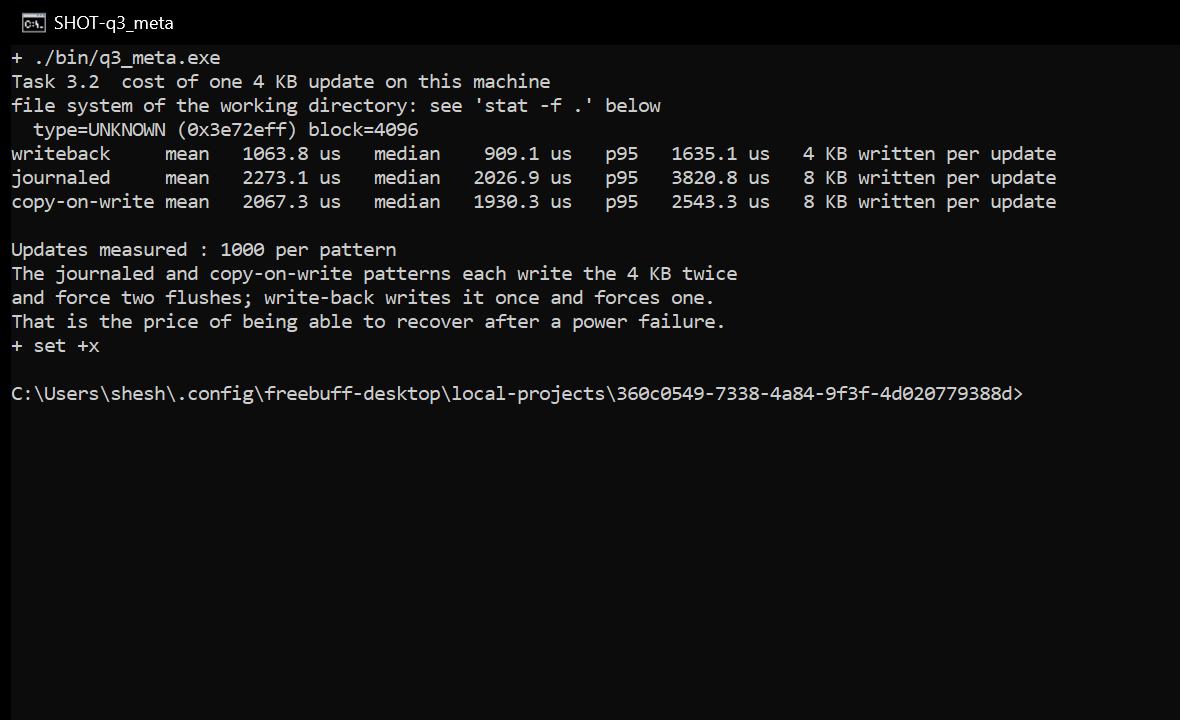 SHOT-q3_meta
+ ./bin/q3_meta.exe
Task 3.2  cost of one 4 KB update on this machine
file system of the working directory: see 'stat -f .' below
  type=UNKNOWN (0x3e72eff) block=4096
writeback     mean   1063.8 us   median    909.1 us   p95   1635.1 us   4 KB written per update
journaled     mean   2273.1 us   median   2026.9 us   p95   3820.8 us   8 KB written per update
copy-on-write mean   2067.3 us   median   1930.3 us   p95   2543.3 us   8 KB written per update
Updates measured : 1000 per pattern
The journaled and copy-on-write patterns each write the 4 KB twice
and force two flushes; write-back writes it once and forces one.
That is the price of being able to recover after a power failure.
+ set +x
C:\Users\shesh\.config\freebuff-desktop\local-projects\360c0549-7338-4a84-9f3f-4d020779388d>